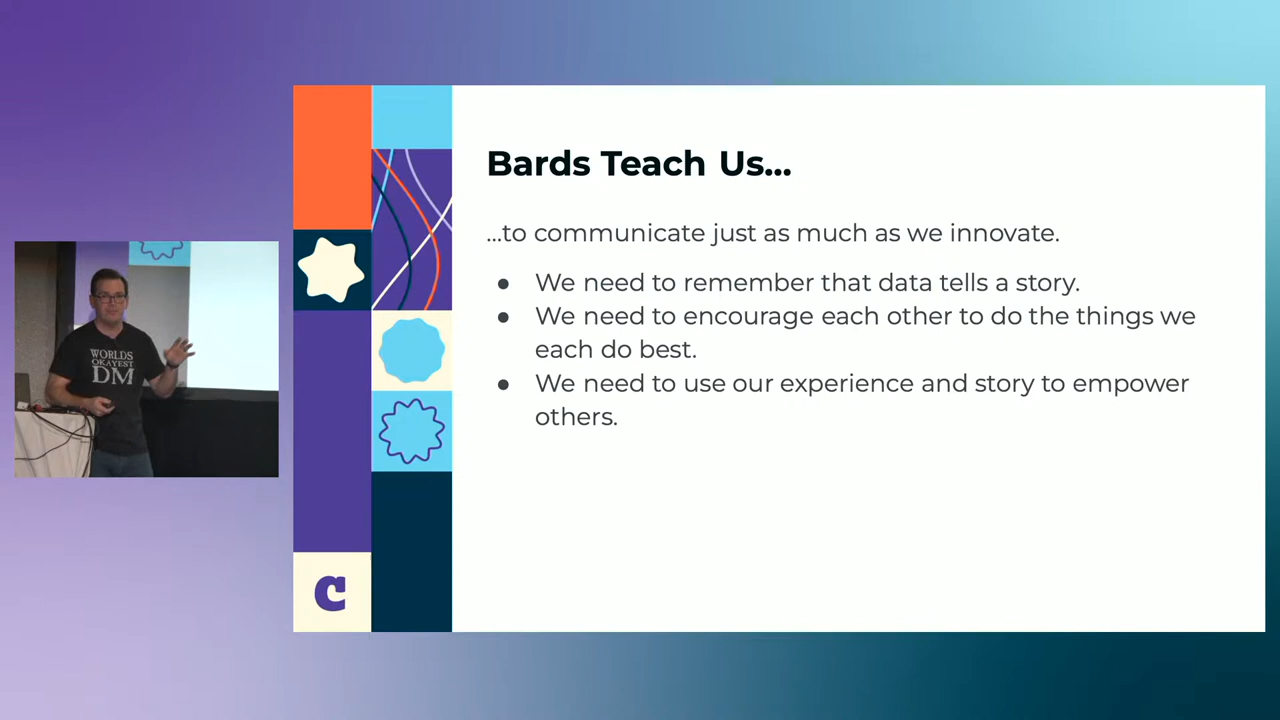 Bards Teach Us...
...to communicate just as much as we innovate.
● We need to remember that data tells a story.
● We need to encourage each other to do the things we
each do best.
● We need to use our experience and story to empower
others.
WORLDS
OKAYEST
DM
C